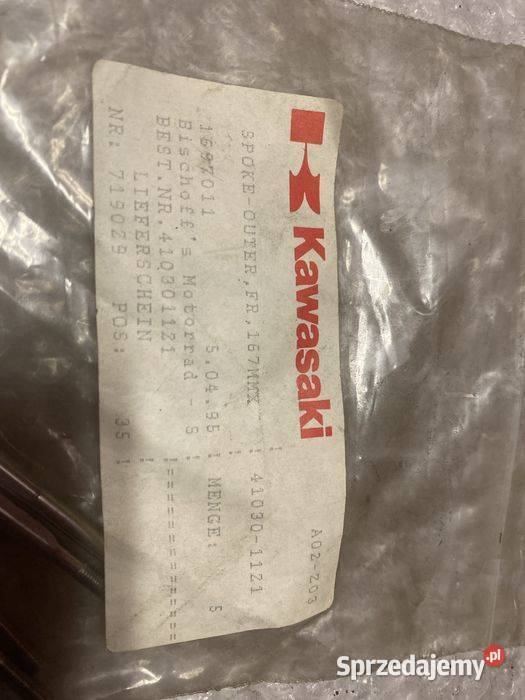 Kawasaki
A02-Z03
SPOKE-OUTER,FR,167MMX ! 41030-1121
1697011 5.04.95 ! MENGE: 5
Bischoff's Motorrad - S !
BEST.NR.410301121
LIEFERSCHEIN
NR: 719029 POS: 35 !
Sprzedajemy.pl